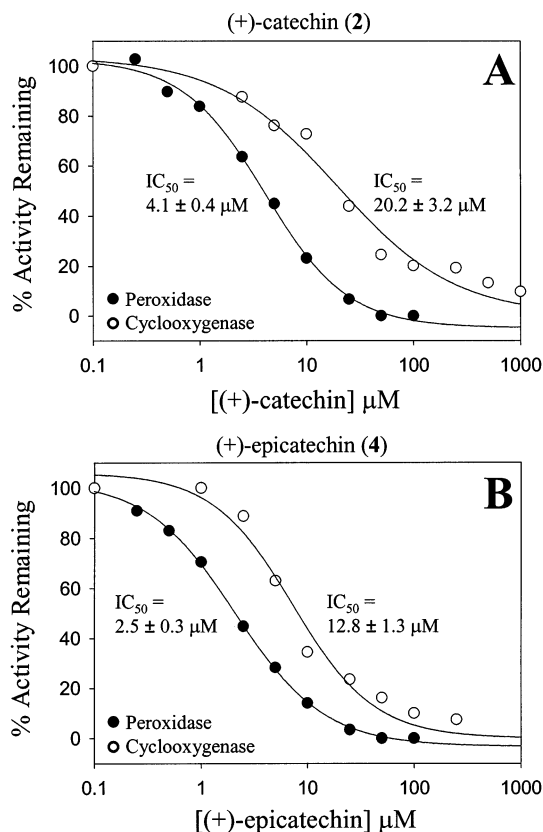 (+)-catechin (2)
A
% Activity Remaining
100
80
60
40
20
0
IC50 =
4.1 ± 0.4 µM
IC50 =
20.2 ± 3.2 µM
Peroxidase
Cyclooxygenase
0.1 1 10 100 1000
[(+)-catechin] µM
(+)-epicatechin (4)
B
% Activity Remaining
100
80
60
40
20
0
IC50 =
2.5 ± 0.3 µM
IC50 =
12.8 ± 1.3 µM
Peroxidase
Cyclooxygenase
0.1 1 10 100 1000
[(+)-epicatechin] µM